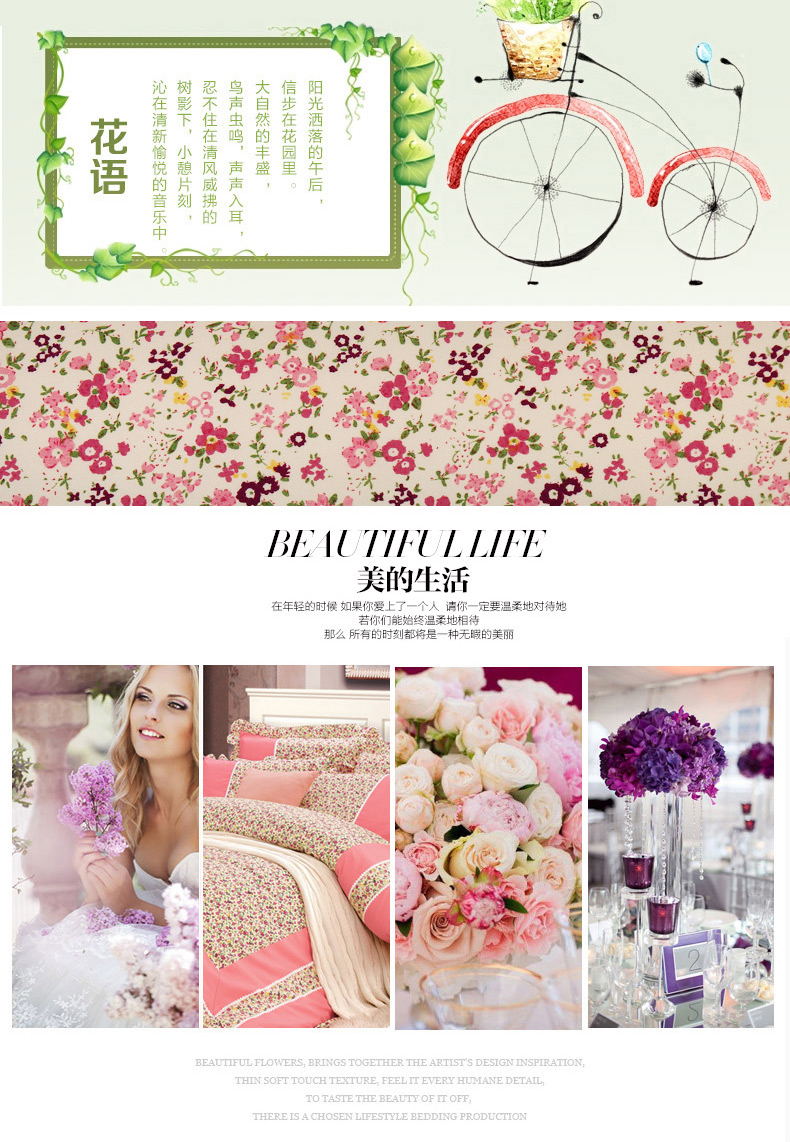 花语
阳光洒落的午后，
信步在花园里。
大自然的丰盛，
鸟声虫鸣，声声入耳，
忍不住在清风威拂的
树影下，小憩片刻，
沁在清新愉悦的音乐中。
BEAUTIFUL LIFE
美的生活
在年轻的时候 如果你爱上了一个人 请你一定要温柔地对待她
若你们能始终温柔地相待
那么 所有的时刻都将是一种无暇的美丽
2
BEAUTIFUL FLOWERS, BRINGS TOGETHER THE ARTIST'S DESIGN INSPIRATION,
THIN SOFT TOUCH TEXTURE, FEEL IT EVERY HUMANE DETAIL,
TO TASTE THE BEAUTY OF IT OFF,
THERE IS A CHOSEN LIFESTYLE BEDDING PRODUCTION